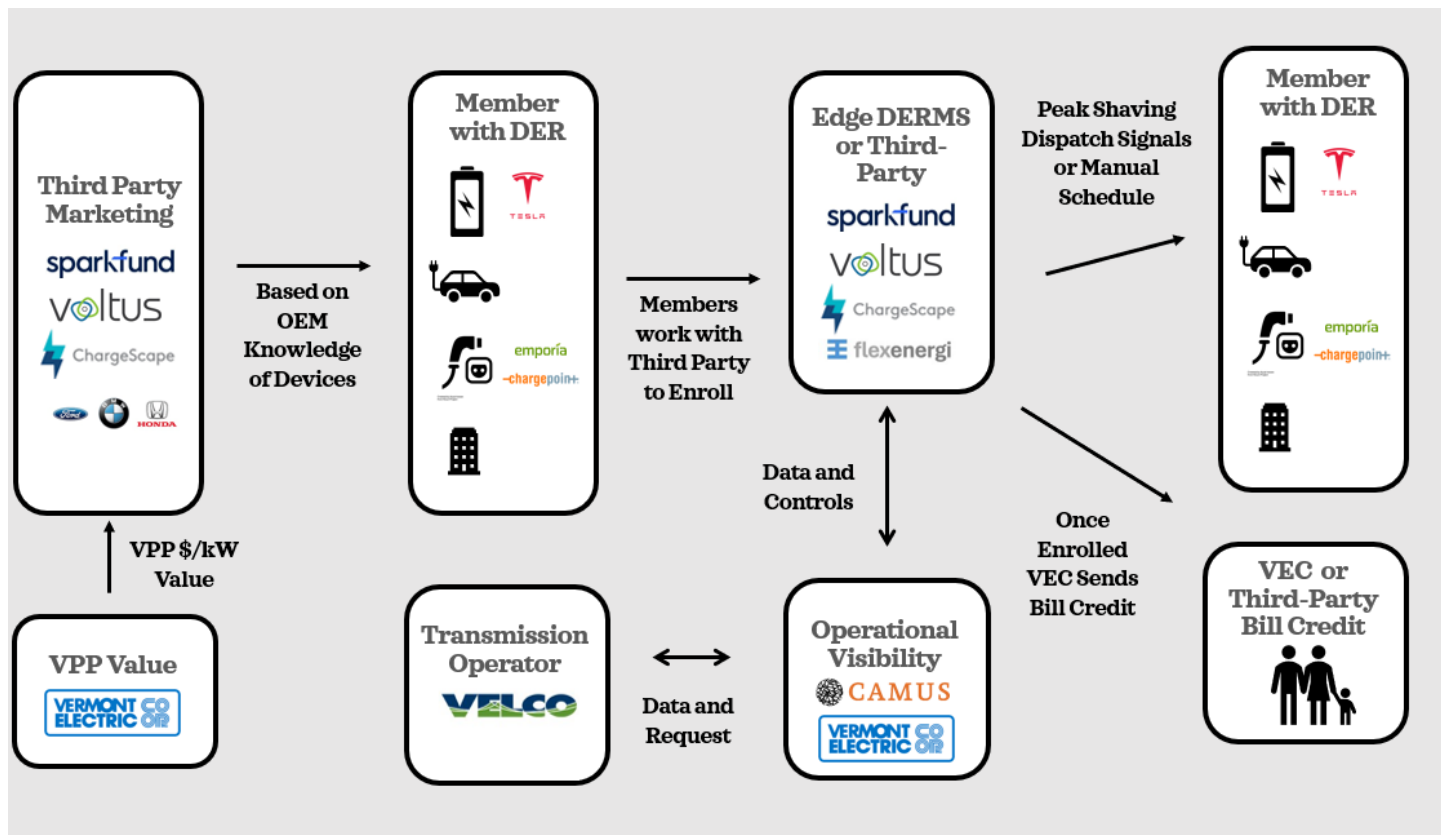 Third Party
Marketing
sparkfund
voltus
ChargeScape
Ford
BMW
HONDA
VPP $/kW
Value
VPP Value
VERMONT CO
ELECTRIC OP
Based on
OEM
Knowledge
of Devices
Member
with DER
TESLA
emporia
-chargepoin+.
Members
work with
Third Party
to Enroll
Transmission
Operator
VELCO
Data and
Request
Edge DERMS
or Third-
Party
sparkfund
voltus
ChargeScape
flexenergi
Data and
Controls
Operational
Visibility
CAMUS
VERMONT CO
ELECTRIC OP
Peak Shaving
Dispatch Signals
or Manual
Schedule
Member
with DER
TESLA
emporia
-chargepoin+.
Once
Enrolled
VEC Sends
Bill Credit
VEC or
Third-Party
Bill Credit